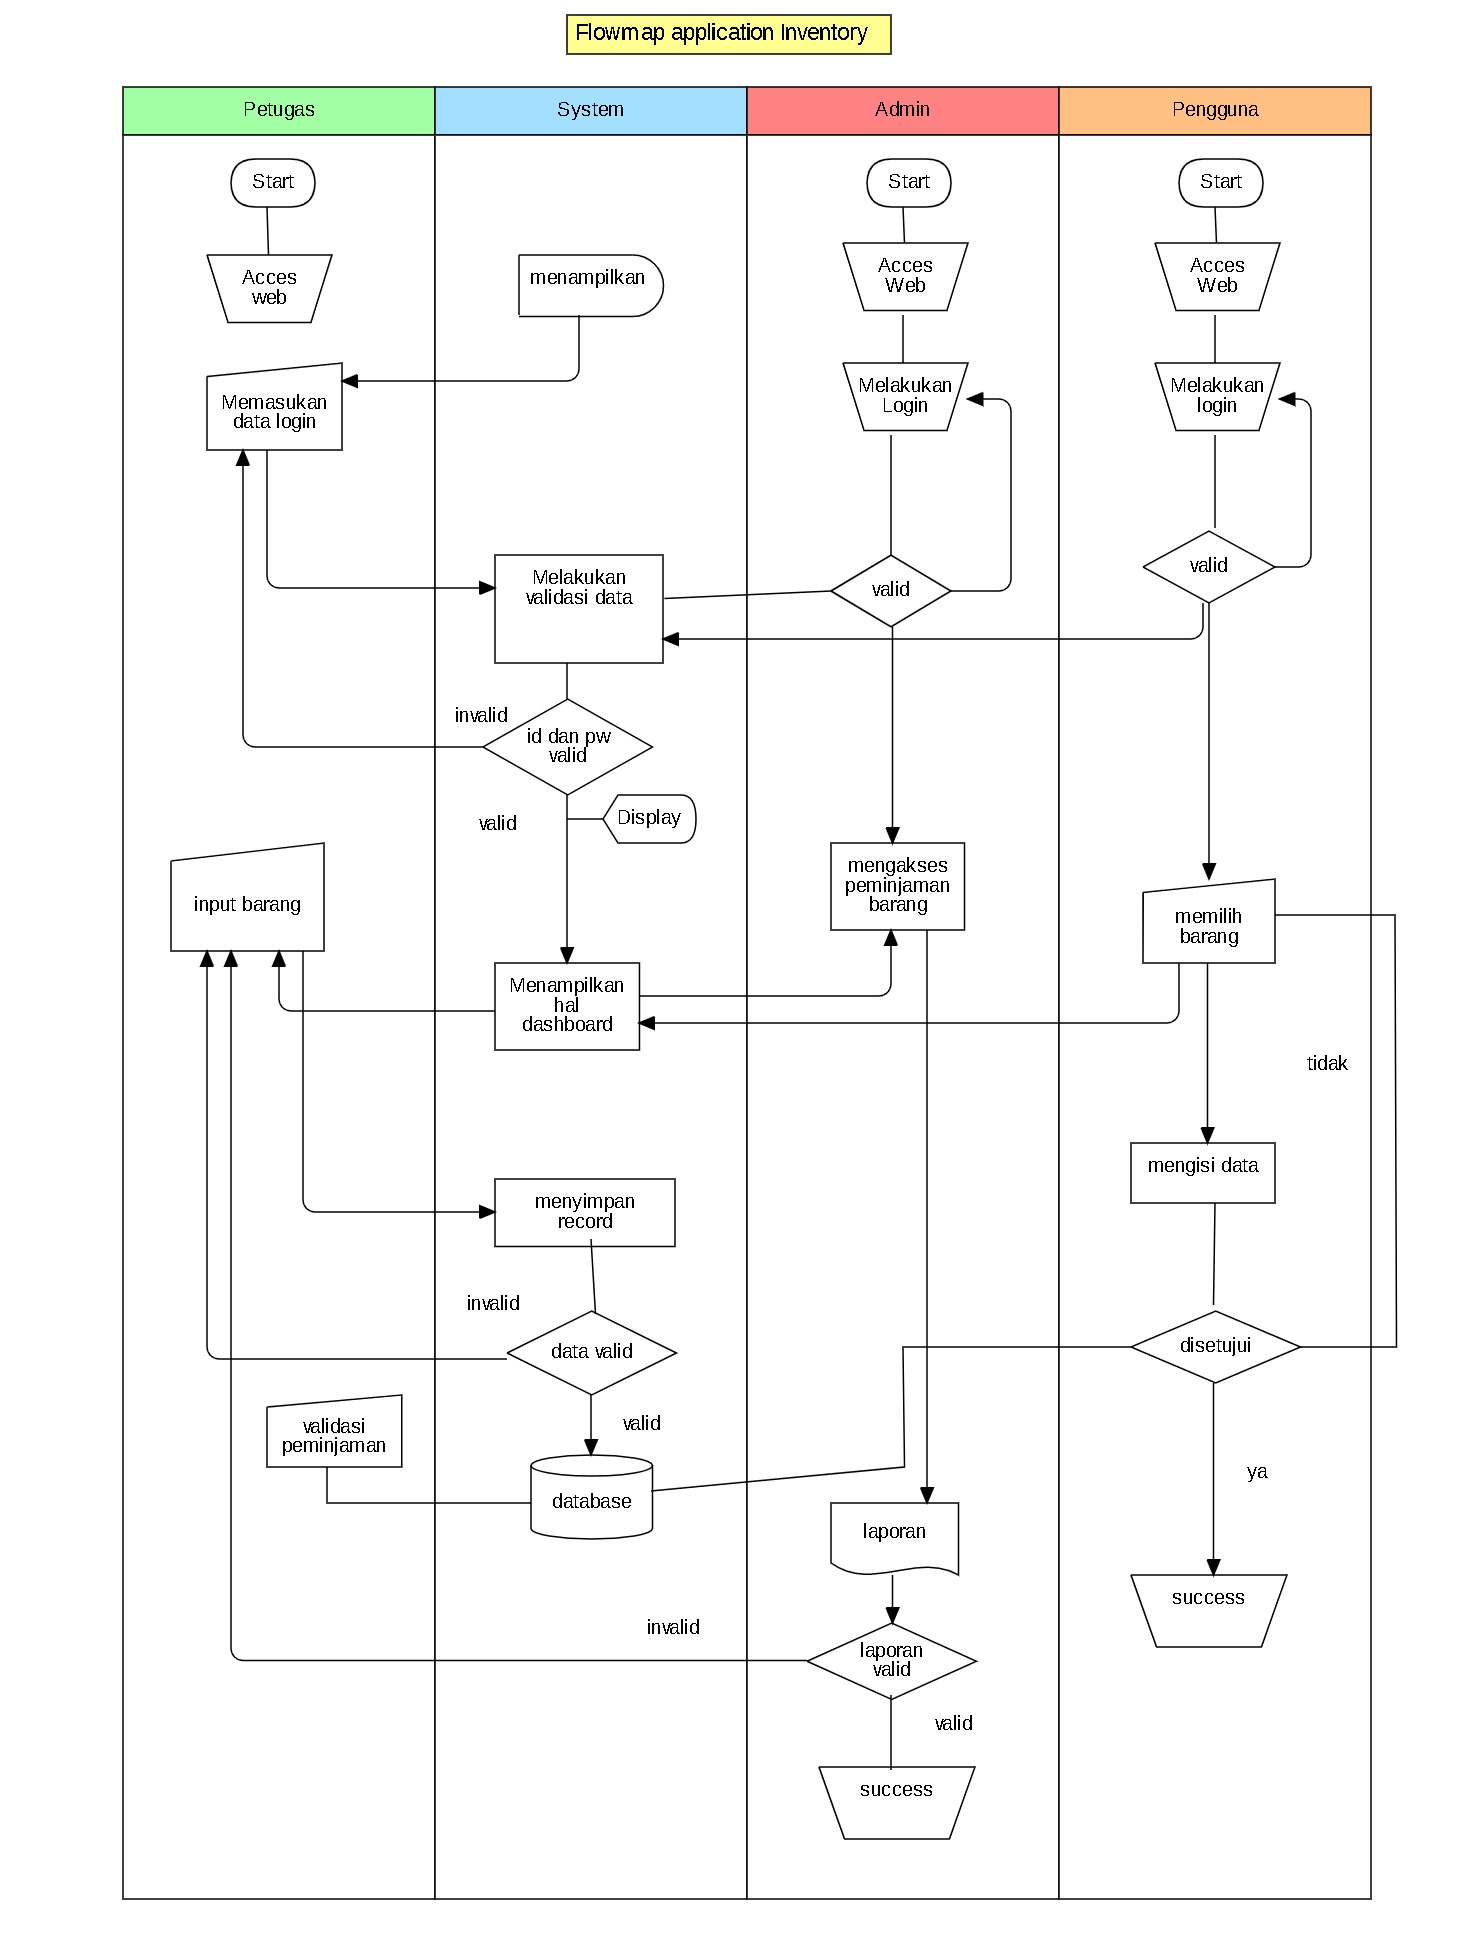 Flowmap application Inventory
Petugas
System
Admin
Pengguna
Start
Start
Start
Acces
web
menampilkan
Acces
Web
Acces
Web
Memasukan
data login
Melakukan
Login
Melakukan
login
Melakukan
validasi data
valid
valid
invalid
id dan pw
valid
valid
Display
input barang
mengakses
peminjaman
barang
memilih
barang
Menampilkan
hal
dashboard
tidak
mengisi data
menyimpan
record
invalid
data valid
disetujui
validasi
peminjaman
valid
database
ya
laporan
success
invalid
laporan
valid
valid
success